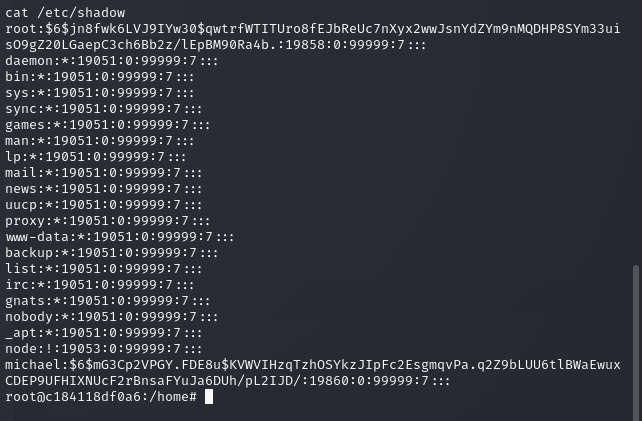 cat /etc/shadow
root:$6$jn8fwk6LVJ9IYw30$qwtrfWTITUro8fEJbReUc7nXyx2wwJsnYdZYm9nMQDHP8SYm33ui
sO9gZ20LGaepC3ch6Bb2z/lEpBM90Ra4b.:19858:0:99999:7:::
daemon:*:19051:0:99999:7:::
bin:*:19051:0:99999:7:::
sys:*:19051:0:99999:7:::
sync:*:19051:0:99999:7:::
games:*:19051:0:99999:7:::
man:*:19051:0:99999:7:::
lp:*:19051:0:99999:7:::
mail:*:19051:0:99999:7:::
news:*:19051:0:99999:7:::
uucp:*:19051:0:99999:7:::
proxy:*:19051:0:99999:7:::
www-data:*:19051:0:99999:7:::
backup:*:19051:0:99999:7:::
list:*:19051:0:99999:7:::
irc:*:19051:0:99999:7:::
gnats:*:19051:0:99999:7:::
nobody:*:19051:0:99999:7:::
_apt:*:19051:0:99999:7:::
node:!:19053:0:99999:7:::
michael:$6$mG3Cp2VPGY.FDE8u$KVWVIHzqTzhOSYkzJIpFc2EsgmqvPa.q2Z9bLUU6tlBWaEwux
CDEP9UFHIXNUcF2rBnsaFYuJa6DUh/pL2IJD/:19860:0:99999:7:::
root@c184118df0a6:/home#